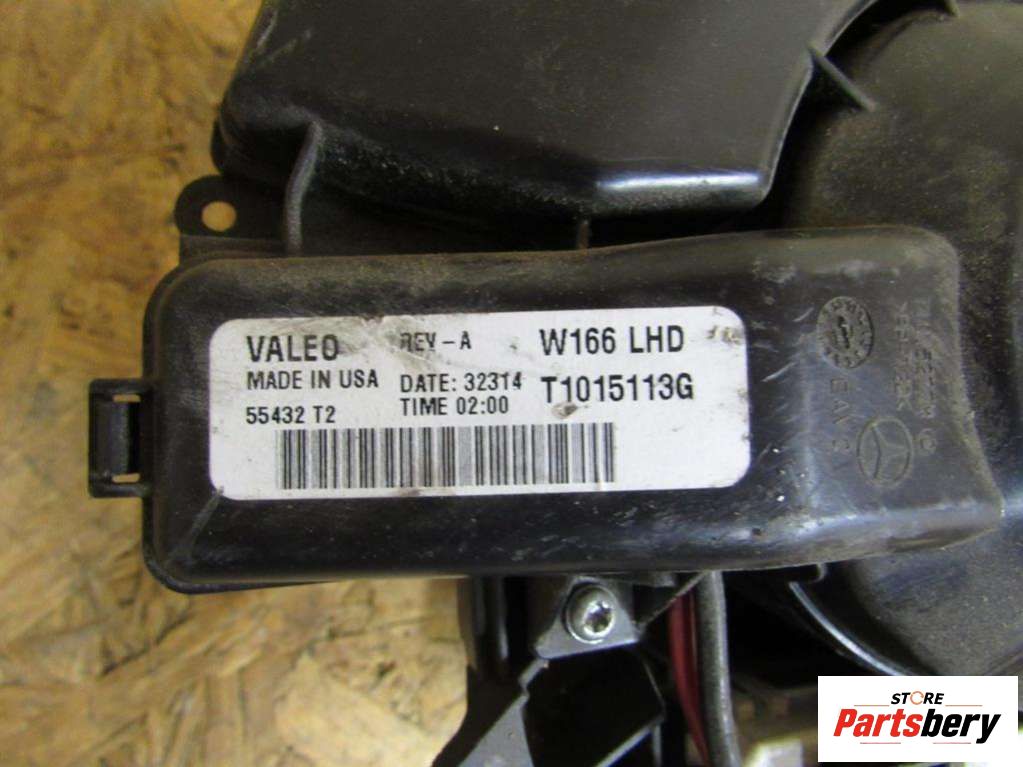 VALEO REV-A W166 LHD
MADE IN USA DATE: 32314 T1015113G
55432 T2 TIME 02:00
STORE
Partsbery